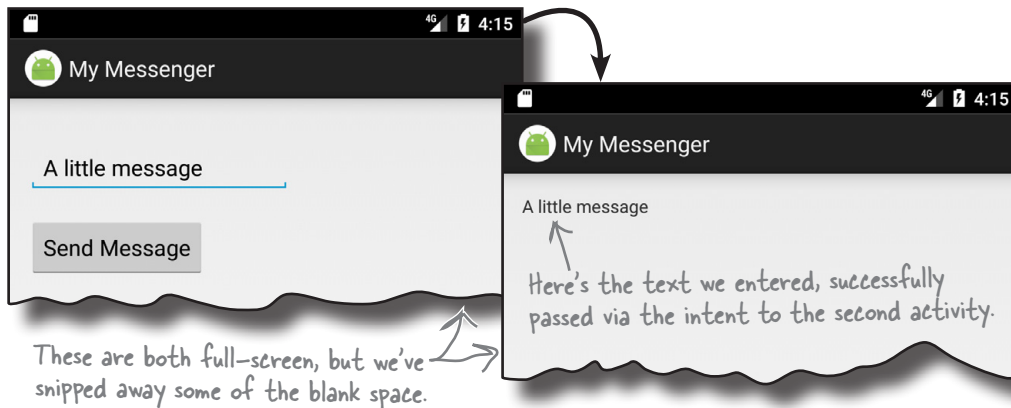 4G 4:15
My Messenger
A little message
Send Message
These are both full-screen, but we've
snipped away some of the blank space.
4G 4:15
My Messenger
A little message
Here's the text we entered, successfully
passed via the intent to the second activity.